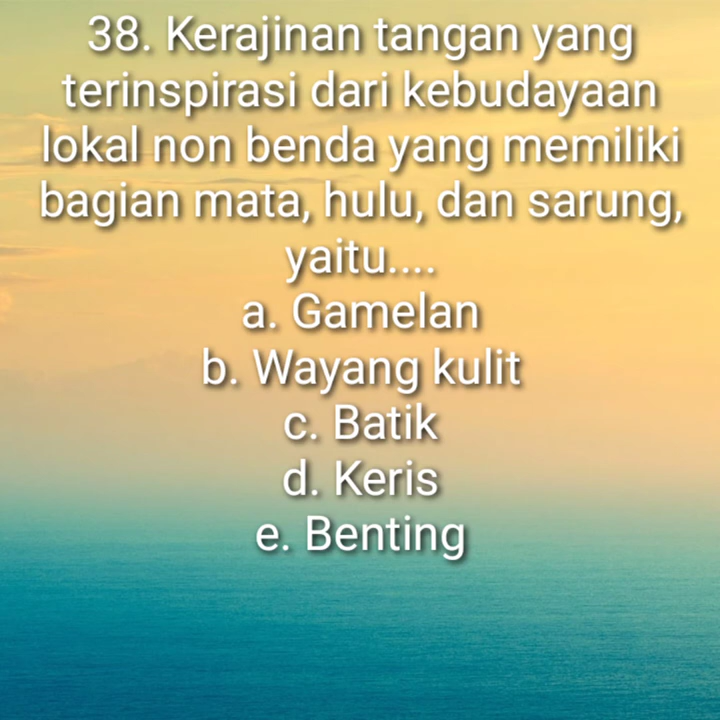 38. Kerajinan tangan yang
terinspirasi dari kebudayaan
lokal non benda yang memiliki
bagian mata, hulu, dan sarung,
yaitu....
a. Gamelan
b. Wayang kulit
c. Batik
d. Keris
e. Benting